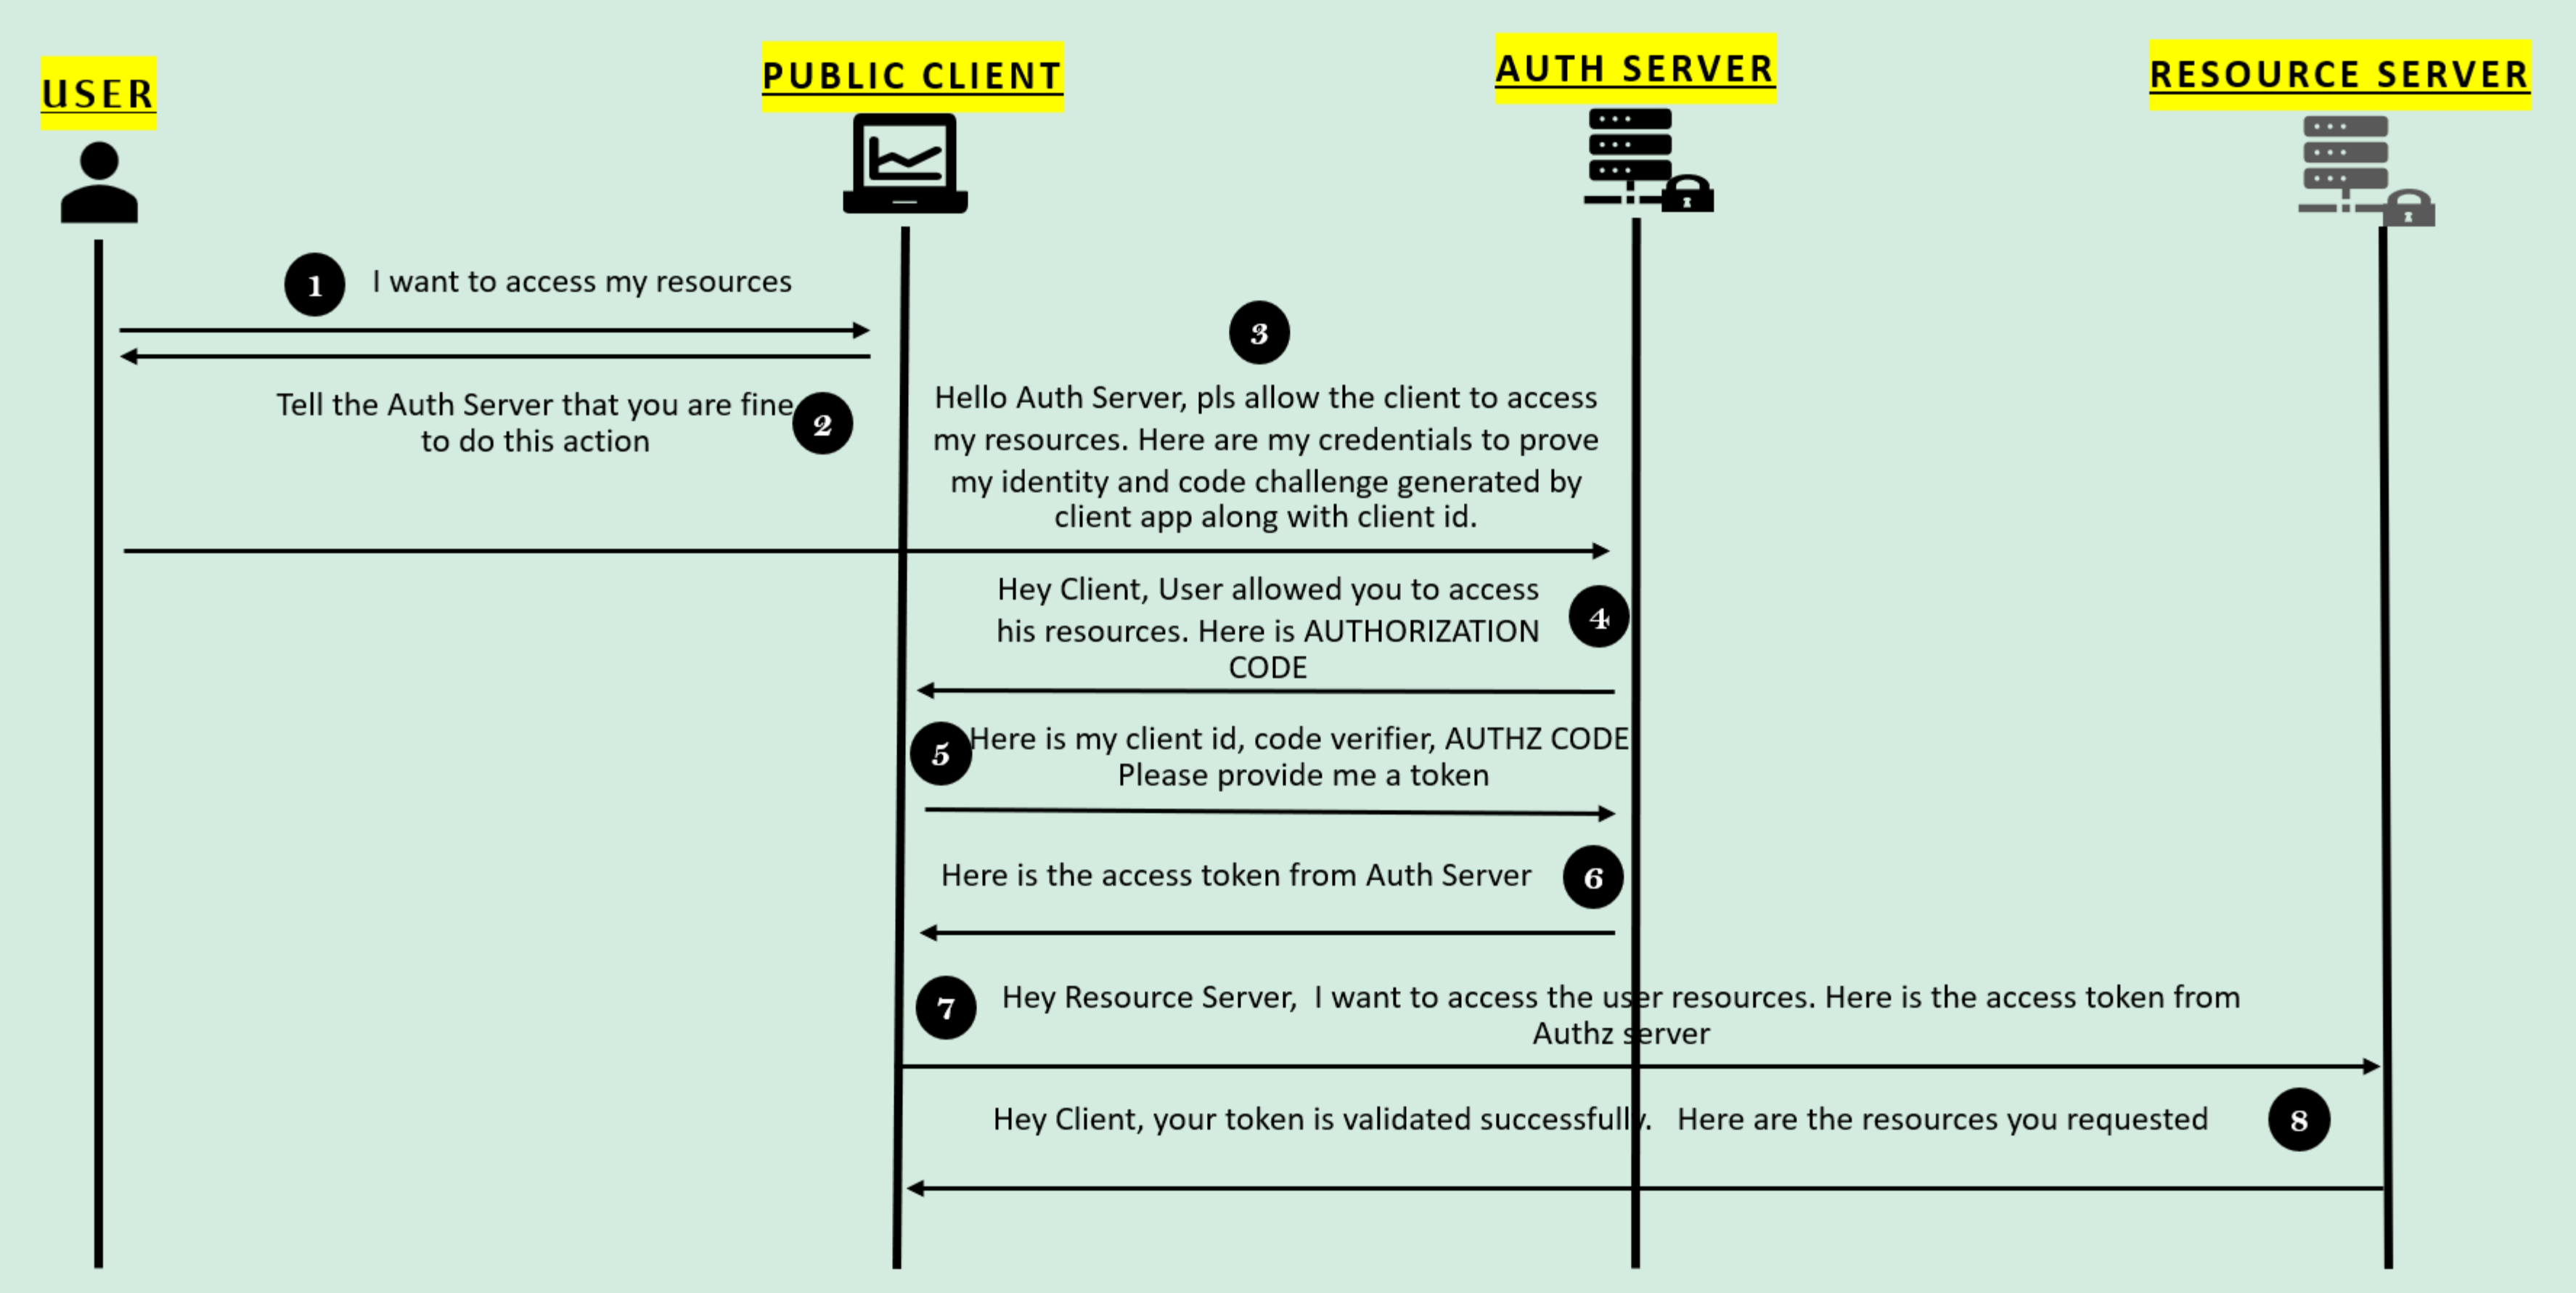 USER
PUBLIC CLIENT
AUTH SERVER
RESOURCE SERVER
1
I want to access my resources
2
Tell the Auth Server that you are fine
to do this action
3
Hello Auth Server, pls allow the client to access
my resources. Here are my credentials to prove
my identity and code challenge generated by
client app along with client id.
4
Hey Client, User allowed you to access
his resources. Here is AUTHORIZATION
CODE
5
Here is my client id, code verifier, AUTHZ CODE
Please provide me a token
6
Here is the access token from Auth Server
7
Hey Resource Server, I want to access the user resources. Here is the access token from
Authz server
8
Hey Client, your token is validated successfully. Here are the resources you requested